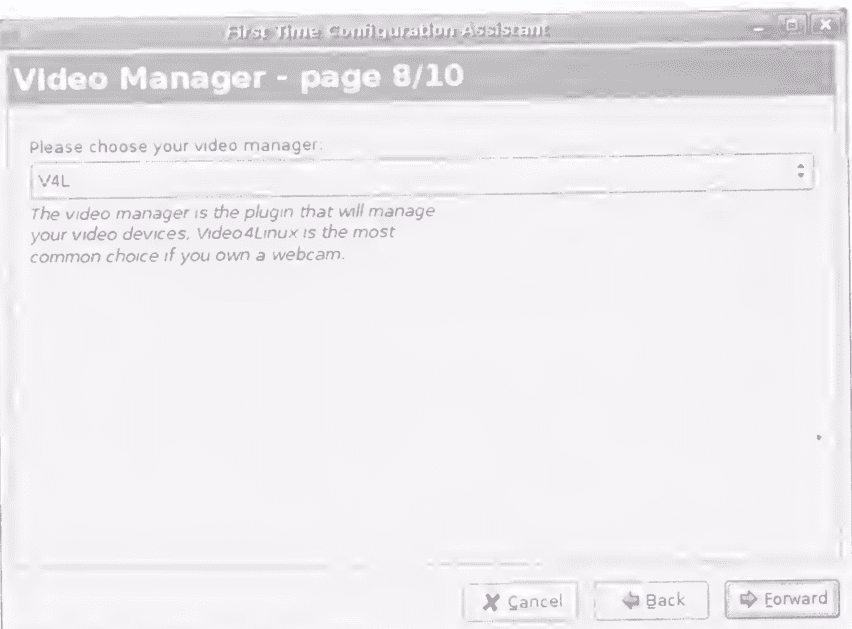 First Time Configuration Assistant
Video Manager - page 8/10
Please choose your video manager:
V4L
The video manager is the plugin that will manage
your video devices, Video4Linux is the most
common choice if you own a webcam.
Cancel
Back
Forward